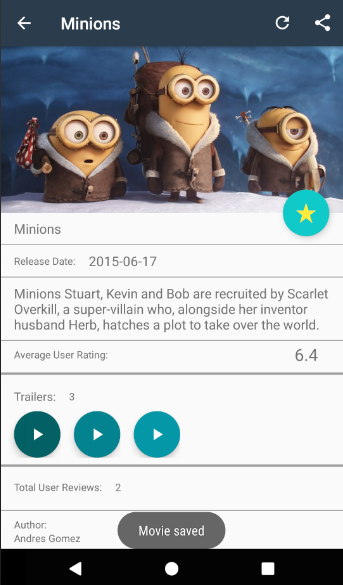 Minions
Minions
Release Date: 2015-06-17
Minions Stuart, Kevin and Bob are recruited by Scarlet
Overkill, a super-villain who, alongside her inventor
husband Herb, hatches a plot to take over the world.
Average User Rating: 6.4
Trailers: 3
Total User Reviews: 2
Author:
Andres Gomez
Movie saved